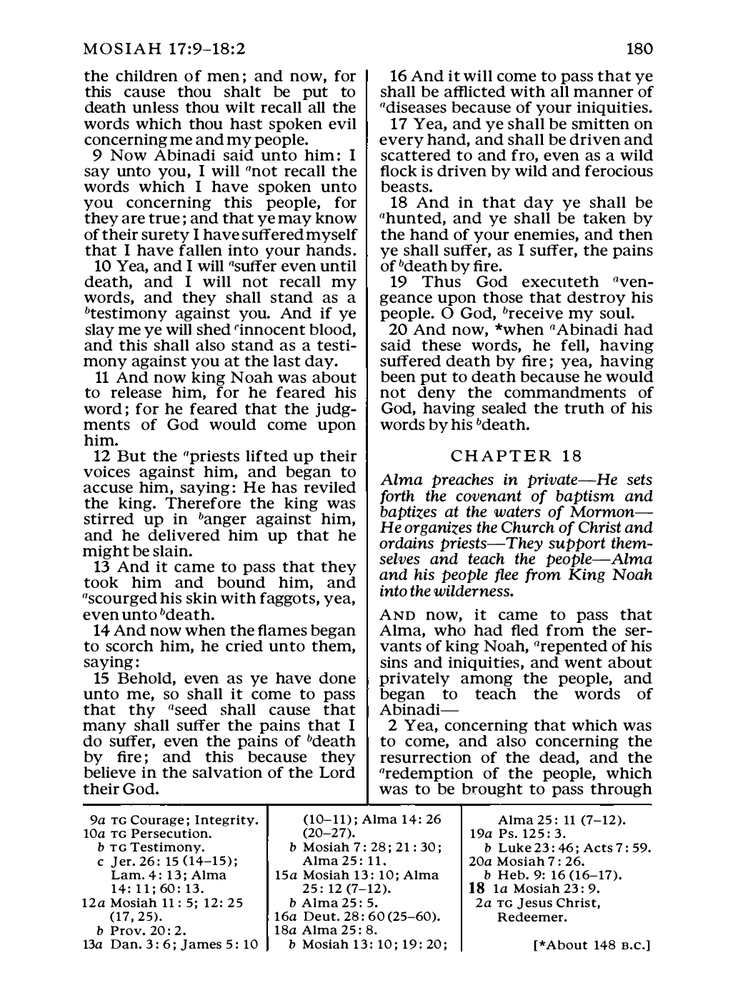 MOSIAH 17:9–18:2
180
the children of men; and now, for
this cause thou shalt be put to
death unless thou wilt recall all the
words which thou hast spoken evil
concerning me and my people.
9 Now Abinadi said unto him: I
say unto you, I will a not recall the
words which I have spoken unto
you concerning this people, for
they are true; and that ye may know
of their surety I have suffered myself
that I have fallen into your hands.
10 Yea, and I will a suffer even until
death, and I will not recall my
words, and they shall stand as a
b testimony against you. And if ye
slay me ye will shed c innocent blood,
and this shall also stand as a testi-
mony against you at the last day.
11 And now king Noah was about
to release him, for he feared his
word; for he feared that the judg-
ments of God would come upon
him.
12 But the a priests lifted up their
voices against him, and began to
accuse him, saying: He has reviled
the king. Therefore the king was
stirred up in b anger against him,
and he delivered him up that he
might be slain.
13 And it came to pass that they
took him and bound him, and
a scourged his skin with faggots, yea,
even unto b death.
14 And now when the flames began
to scorch him, he cried unto them,
saying:
15 Behold, even as ye have done
unto me, so shall it come to pass
that thy a seed shall cause that
many shall suffer the pains that I
do suffer, even the pains of b death
by fire; and this because they
believe in the salvation of the Lord
their God.
16 And it will come to pass that ye
shall be afflicted with all manner of
a diseases because of your iniquities.
17 Yea, and ye shall be smitten on
every hand, and shall be driven and
scattered to and fro, even as a wild
flock is driven by wild and ferocious
beasts.
18 And in that day ye shall be
a hunted, and ye shall be taken by
the hand of your enemies, and then
ye shall suffer, as I suffer, the pains
of b death by fire.
19 Thus God executeth a ven-
geance upon those that destroy his
people. O God, b receive my soul.
20 And now, *when a Abinadi had
said these words, he fell, having
suffered death by fire; yea, having
been put to death because he would
not deny the commandments of
God, having sealed the truth of his
words by his b death.
CHAPTER 18
Alma preaches in private—He sets
forth the covenant of baptism and
baptizes at the waters of Mormon—
He organizes the Church of Christ and
ordains priests—They support them-
selves and teach the people—Alma
and his people flee from King Noah
into the wilderness.
AND now, it came to pass that
Alma, who had fled from the ser-
vants of king Noah, a repented of his
sins and iniquities, and went about
privately among the people, and
began to teach the words of
Abinadi—
2 Yea, concerning that which was
to come, and also concerning the
resurrection of the dead, and the
a redemption of the people, which
was to be brought to pass through
9a TG Courage; Integrity.
10a TG Persecution.
b TG Testimony.
c Jer. 26: 15 (14–15);
Lam. 4: 13; Alma
14: 11; 60: 13.
12a Mosiah 11: 5; 12: 25
(17, 25).
b Prov. 20: 2.
13a Dan. 3: 6; James 5: 10
(10–11); Alma 14: 26
(20–27).
b Mosiah 7: 28; 21: 30;
Alma 25: 11.
15a Mosiah 13: 10; Alma
25: 12 (7–12).
b Alma 25: 5.
16a Deut. 28: 60 (25–60).
18a Alma 25: 8.
b Mosiah 13: 10; 19: 20;
Alma 25: 11 (7–12).
19a Ps. 125: 3.
b Luke 23: 46; Acts 7: 59.
20a Mosiah 7: 26.
b Heb. 9: 16 (16–17).
18 1a Mosiah 23: 9.
2a TG Jesus Christ,
Redeemer.
[*About 148 B.C.]